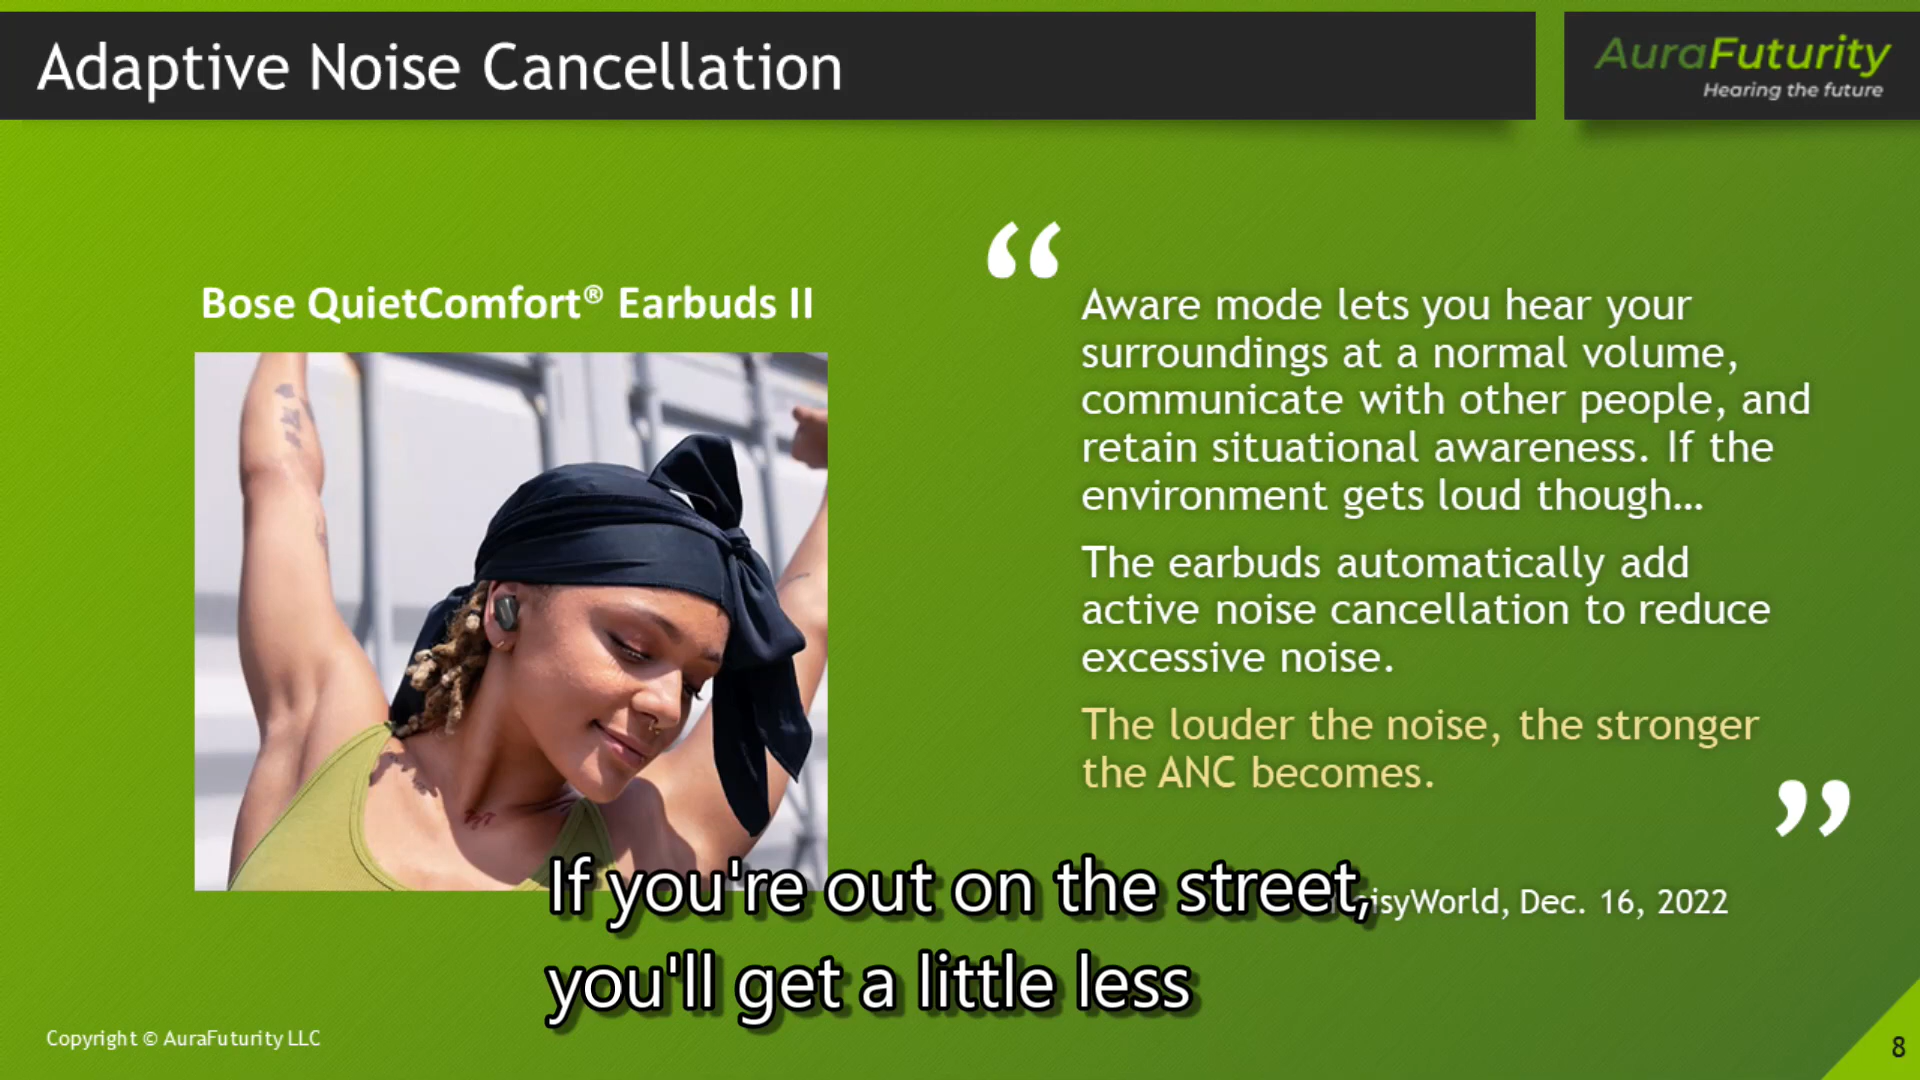 Adaptive Noise Cancellation
AuraFuturity
Hearing the future
Bose QuietComfort® Earbuds II
“
Aware mode lets you hear your
surroundings at a normal volume,
communicate with other people, and
retain situational awareness. If the
environment gets loud though…
The earbuds automatically add
active noise cancellation to reduce
excessive noise.
The louder the noise, the stronger
the ANC becomes.
”
Dec. 16, 2022
If you're out on the street,
you'll get a little less
Copyright © AuraFuturity LLC
8